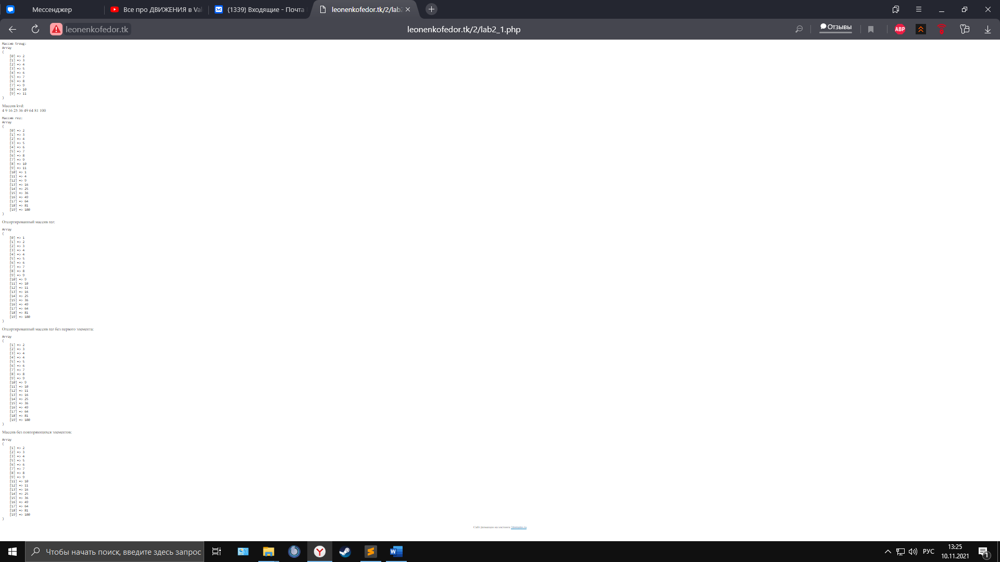 Мессенджер
Все про ДВИЖЕНИЯ в Val
(1339) Входящие - Почта
leonenkofedor.tk/2/lab2
leonenkofedor.tk
leonenkofedor.tk/2/lab2_1.php
Отзывы
ABP
Массив treug:
Array
(
[0] => 2
[1] => 3
[2] => 4
[3] => 5
[4] => 6
[5] => 7
[6] => 8
[7] => 9
[8] => 10
[9] => 11
)
Массив kvd:
4 9 16 25 36 49 64 81 100
Массив rez:
Array
(
[0] => 2
[1] => 3
[2] => 4
[3] => 5
[4] => 6
[5] => 7
[6] => 8
[7] => 9
[8] => 10
[9] => 11
[10] => 1
[11] => 4
[12] => 9
[13] => 16
[14] => 25
[15] => 36
[16] => 49
[17] => 64
[18] => 81
[19] => 100
)
Отсортированный массив rez:
Array
(
[0] => 1
[1] => 2
[2] => 3
[3] => 4
[4] => 4
[5] => 5
[6] => 6
[7] => 7
[8] => 8
[9] => 9
[10] => 9
[11] => 10
[12] => 11
[13] => 16
[14] => 25
[15] => 36
[16] => 49
[17] => 64
[18] => 81
[19] => 100
)
Отсортированный массив rez без первого элемента:
Array
(
[1] => 2
[2] => 3
[3] => 4
[4] => 4
[5] => 5
[6] => 6
[7] => 7
[8] => 8
[9] => 9
[10] => 9
[11] => 10
[12] => 11
[13] => 16
[14] => 25
[15] => 36
[16] => 49
[17] => 64
[18] => 81
[19] => 100
)
Массив без повторяющихся элементов:
Array
(
[1] => 2
[2] => 3
[3] => 4
[5] => 5
[6] => 6
[7] => 7
[8] => 8
[9] => 9
[11] => 10
[12] => 11
[13] => 16
[14] => 25
[15] => 36
[16] => 49
[17] => 64
[18] => 81
[19] => 100
)
Сайт размещен на хостинге 2domains.ru
Чтобы начать поиск, введите здесь запрос
РУС
13:25
10.11.2021
1